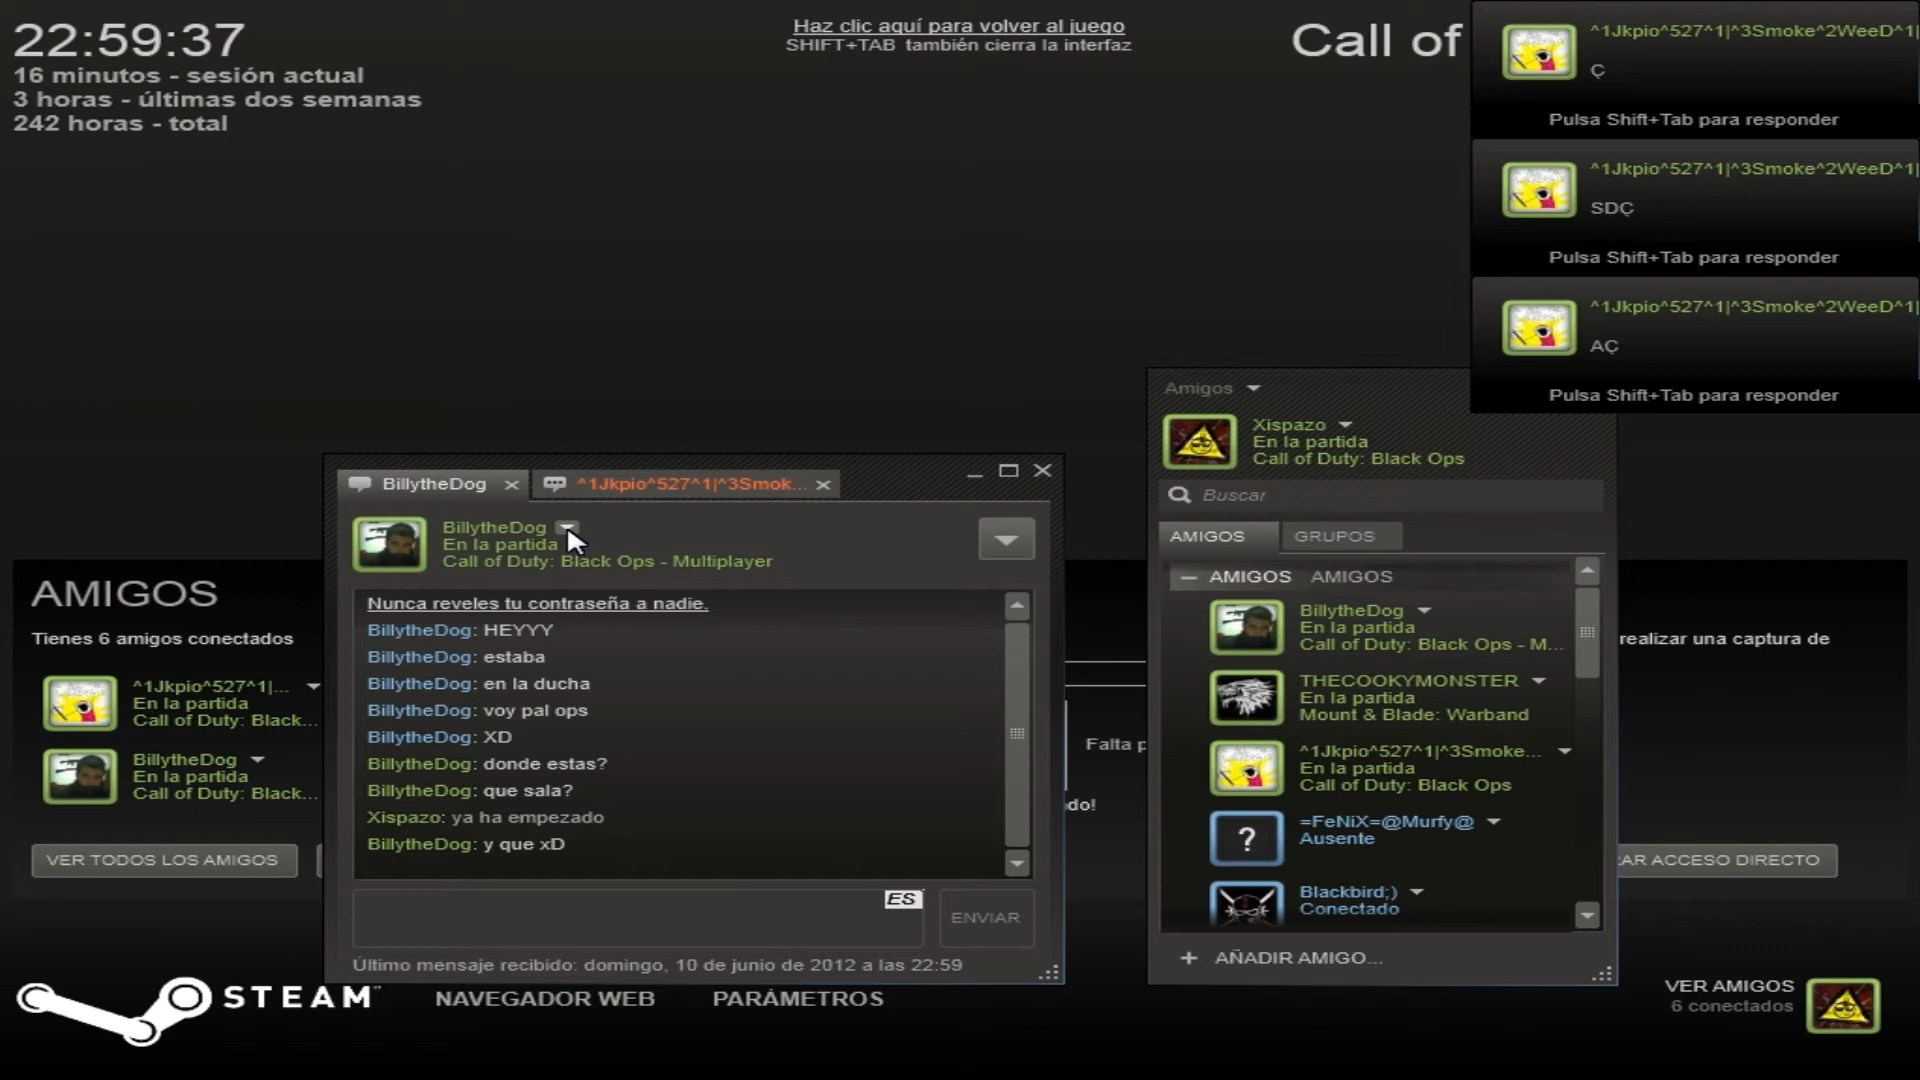 22:59:37
16 minutos - sesión actual
3 horas - últimas dos semanas
242 horas - total
Haz clic aquí para volver al juego
SHIFT+TAB también cierra la interfaz
Call of
^1Jkpio^527^1|^3Smoke^2WeeD^1|
Ç
Pulsa Shift+Tab para responder
^1Jkpio^527^1|^3Smoke^2WeeD^1|
SDÇ
Pulsa Shift+Tab para responder
^1Jkpio^527^1|^3Smoke^2WeeD^1|
AÇ
Pulsa Shift+Tab para responder
AMIGOS
Tienes 6 amigos conectados
^1Jkpio^527^1|...
En la partida
Call of Duty: Black...
BillytheDog
En la partida
Call of Duty: Black...
VER TODOS LOS AMIGOS
BillytheDog
^1Jkpio^527^1|^3Smok...
BillytheDog
En la partida
Call of Duty: Black Ops - Multiplayer
Nunca reveles tu contraseña a nadie.
BillytheDog: HEYYY
BillytheDog: estaba
BillytheDog: en la ducha
BillytheDog: voy pal ops
BillytheDog: XD
BillytheDog: donde estas?
BillytheDog: que sala?
Xispazo: ya ha empezado
BillytheDog: y que xD
ES
ENVIAR
Último mensaje recibido: domingo, 10 de junio de 2012 a las 22:59
Falta p
do!
Amigos
Xispazo
En la partida
Call of Duty: Black Ops
Buscar
AMIGOS GRUPOS
AMIGOS AMIGOS
BillytheDog
En la partida
Call of Duty: Black Ops - M...
THECOOKYMONSTER
En la partida
Mount & Blade: Warband
^1Jkpio^527^1|^3Smoke...
En la partida
Call of Duty: Black Ops
?
=FeNiX=@Murfy@
Ausente
Blackbird;)
Conectado
+ AÑADIR AMIGO...
realizar una captura de
AR ACCESO DIRECTO
STEAM™
NAVEGADOR WEB
PARÁMETROS
VER AMIGOS
6 conectados